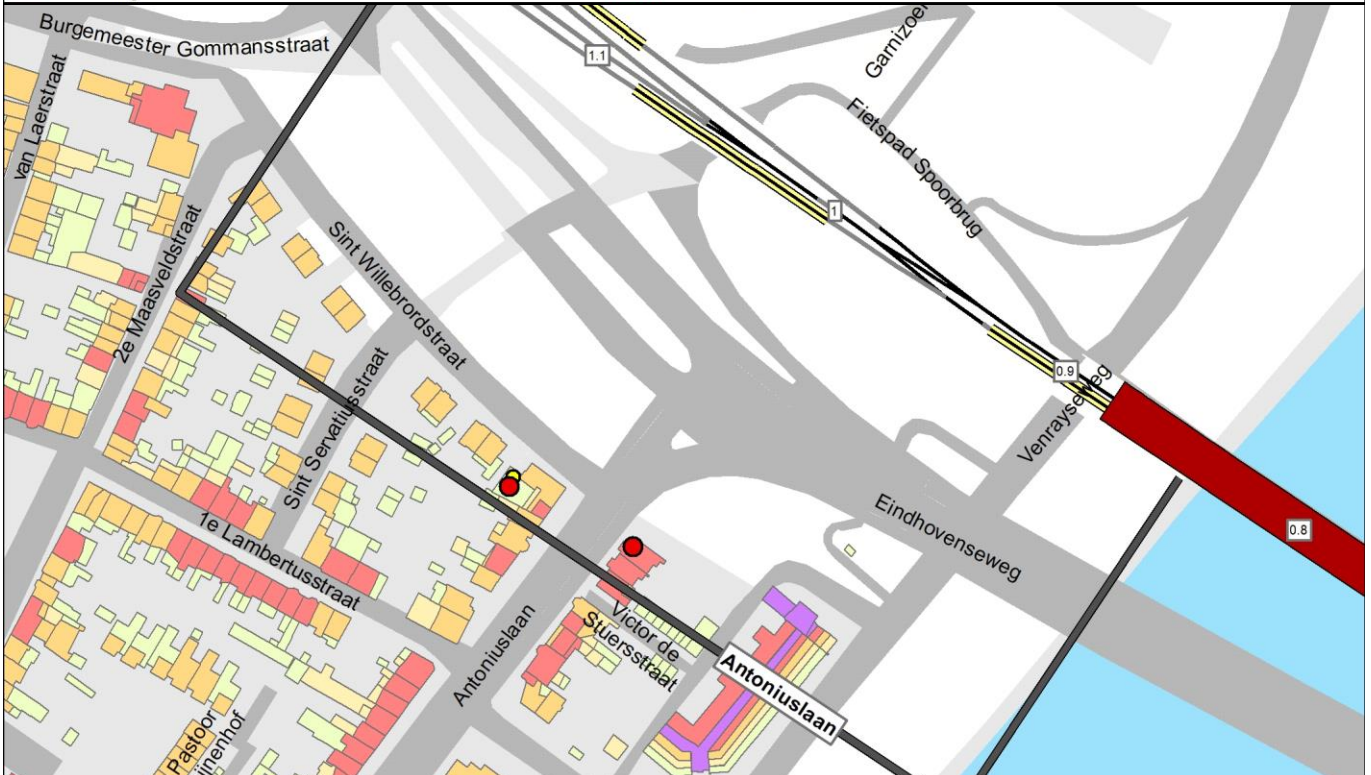 Burgemeester Gommansstraat
1.1
Garnizoen
van Laerstraat
Fietspad Spoorbrug
1
2e Maasveldstraat
Sint Willebrordstraat
0.9
Venrayseweg
Sint Servatiusstraat
Eindhovenseweg
0.8
1e Lambertusstraat
Victor de
Stuersstraat
Antoniuslaan
Antoniuslaan
Pastoor
ijnenhof